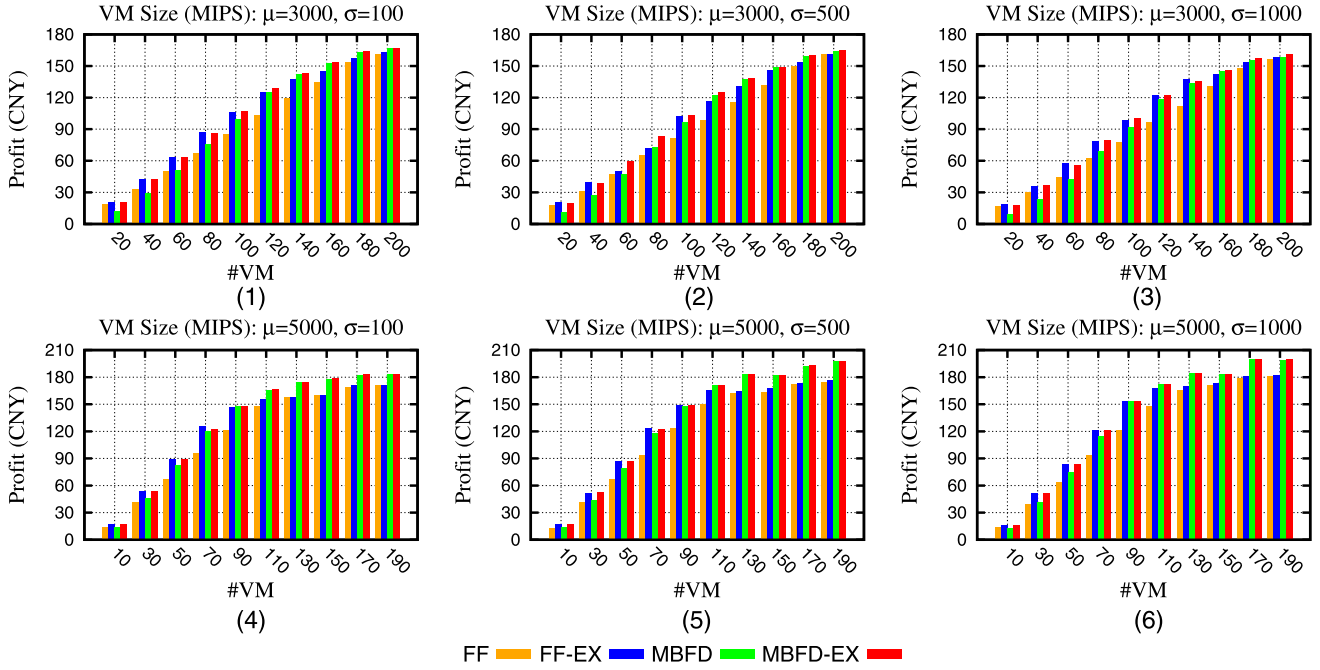 VM Size (MIPS): μ=3000, σ=100
Profit (CNY)
180
150
120
90
60
30
0
20 40 60 80 100 120 140 160 180 200
#VM
(1)
VM Size (MIPS): μ=3000, σ=500
Profit (CNY)
180
150
120
90
60
30
0
20 40 60 80 100 120 140 160 180 200
#VM
(2)
VM Size (MIPS): μ=3000, σ=1000
Profit (CNY)
180
150
120
90
60
30
0
20 40 60 80 100 120 140 160 180 200
#VM
(3)
VM Size (MIPS): μ=5000, σ=100
Profit (CNY)
210
180
150
120
90
60
30
0
10 30 50 70 90 110 130 150 170 190
#VM
(4)
VM Size (MIPS): μ=5000, σ=500
Profit (CNY)
210
180
150
120
90
60
30
0
10 30 50 70 90 110 130 150 170 190
#VM
(5)
VM Size (MIPS): μ=5000, σ=1000
Profit (CNY)
210
180
150
120
90
60
30
0
10 30 50 70 90 110 130 150 170 190
#VM
(6)
FF FF-EX MBFD MBFD-EX